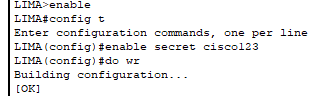 LIMA>enable
LIMA#config t
Enter configuration commands, one per line
LIMA(config)#enable secret cisco123
LIMA(config)#do wr
Building configuration...
[OK]